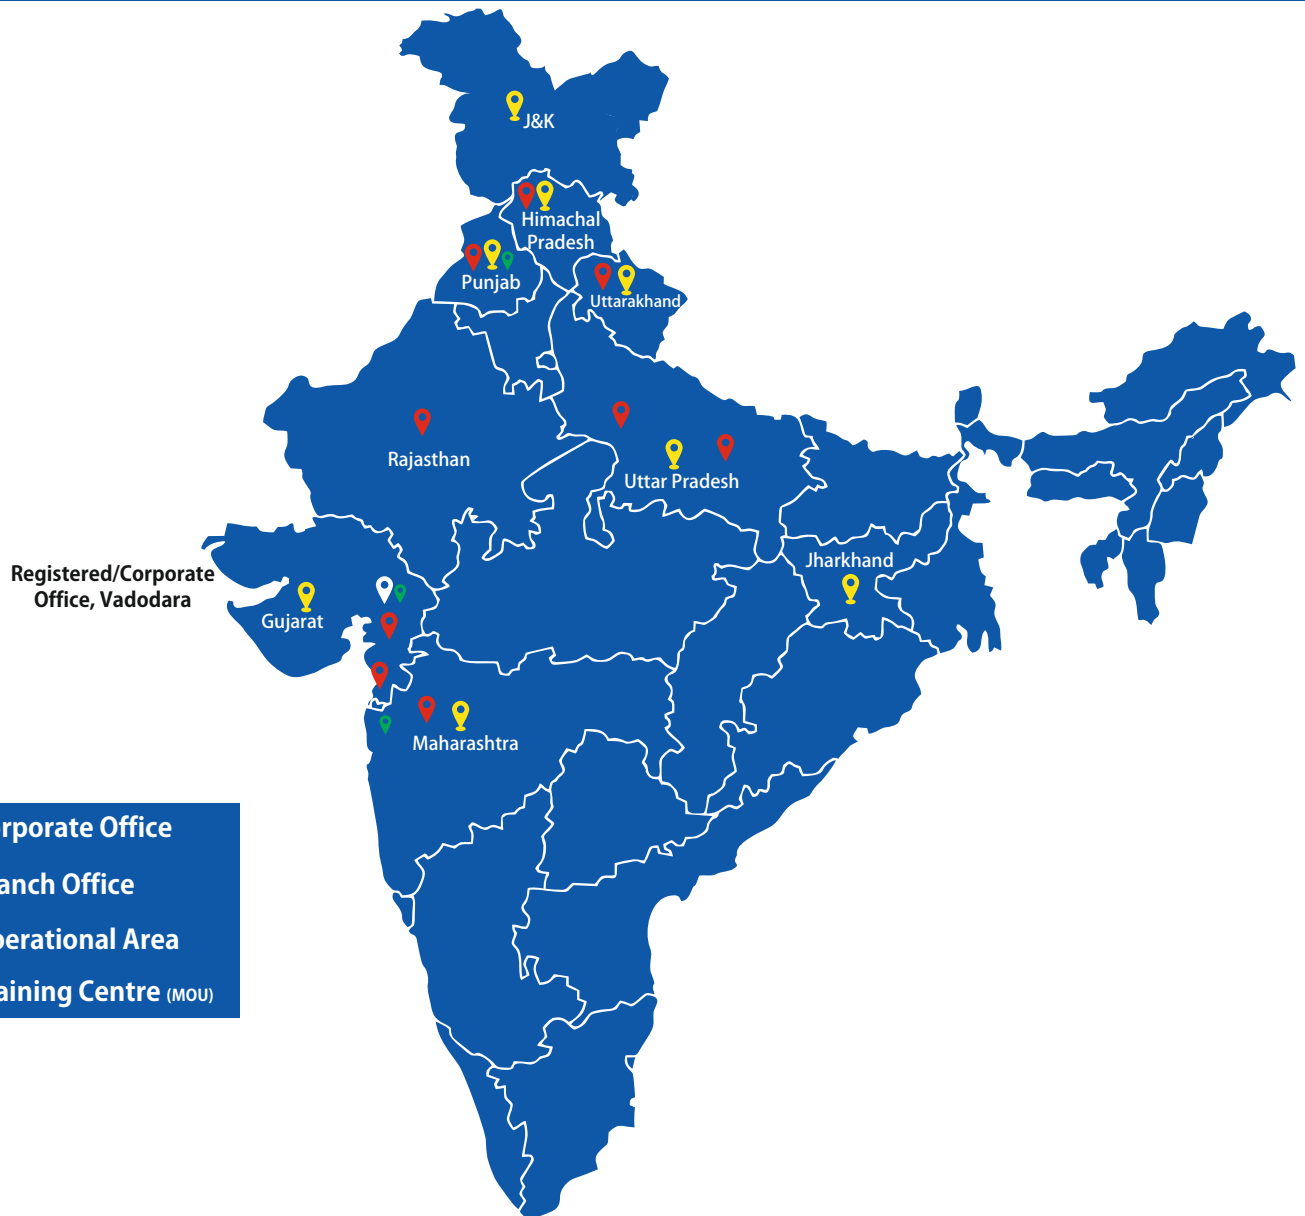 J&K
Himachal
Pradesh
Punjab
Uttarakhand
Rajasthan
Uttar Pradesh
Jharkhand
Registered/Corporate
Office, Vadodara
Gujarat
Maharashtra
orporate Office
anch Office
perational Area
aining Centre (MOU)